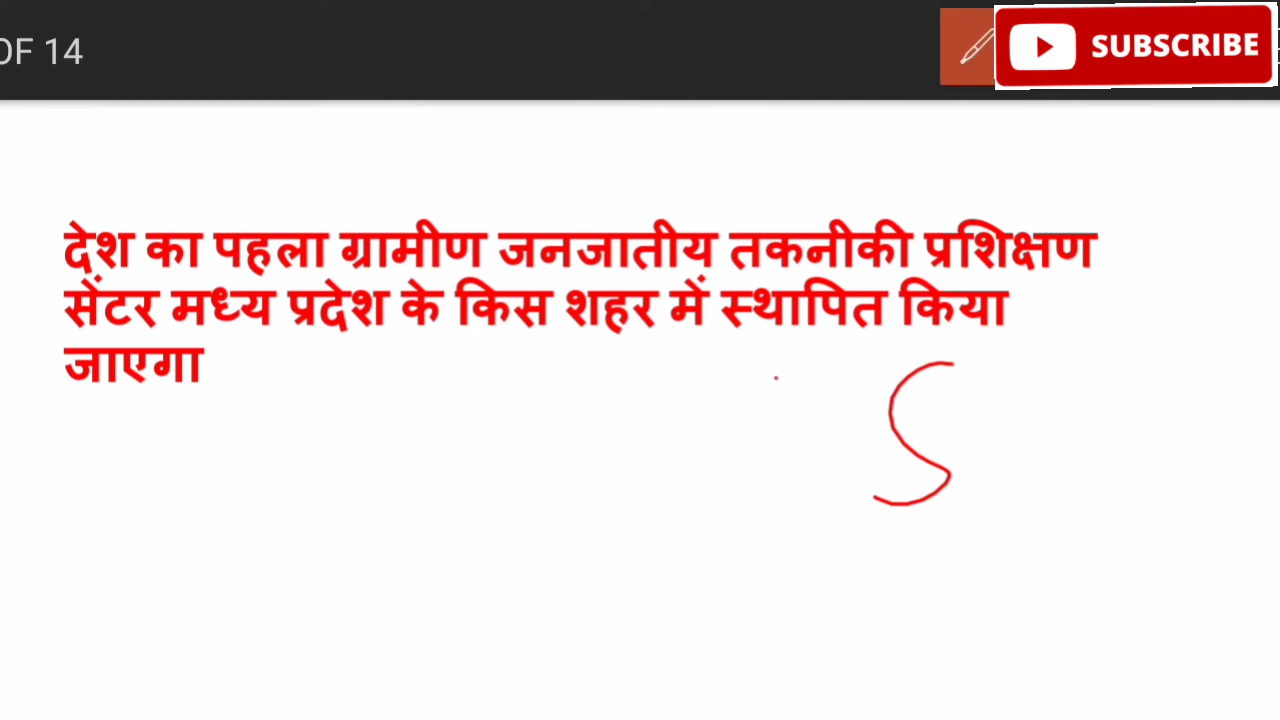 OF 14
SUBSCRIBE
देश का पहला ग्रामीण जनजातीय तकनीकी प्रशिक्षण
सेंटर मध्य प्रदेश के किस शहर में स्थापित किया
जाएगा
S